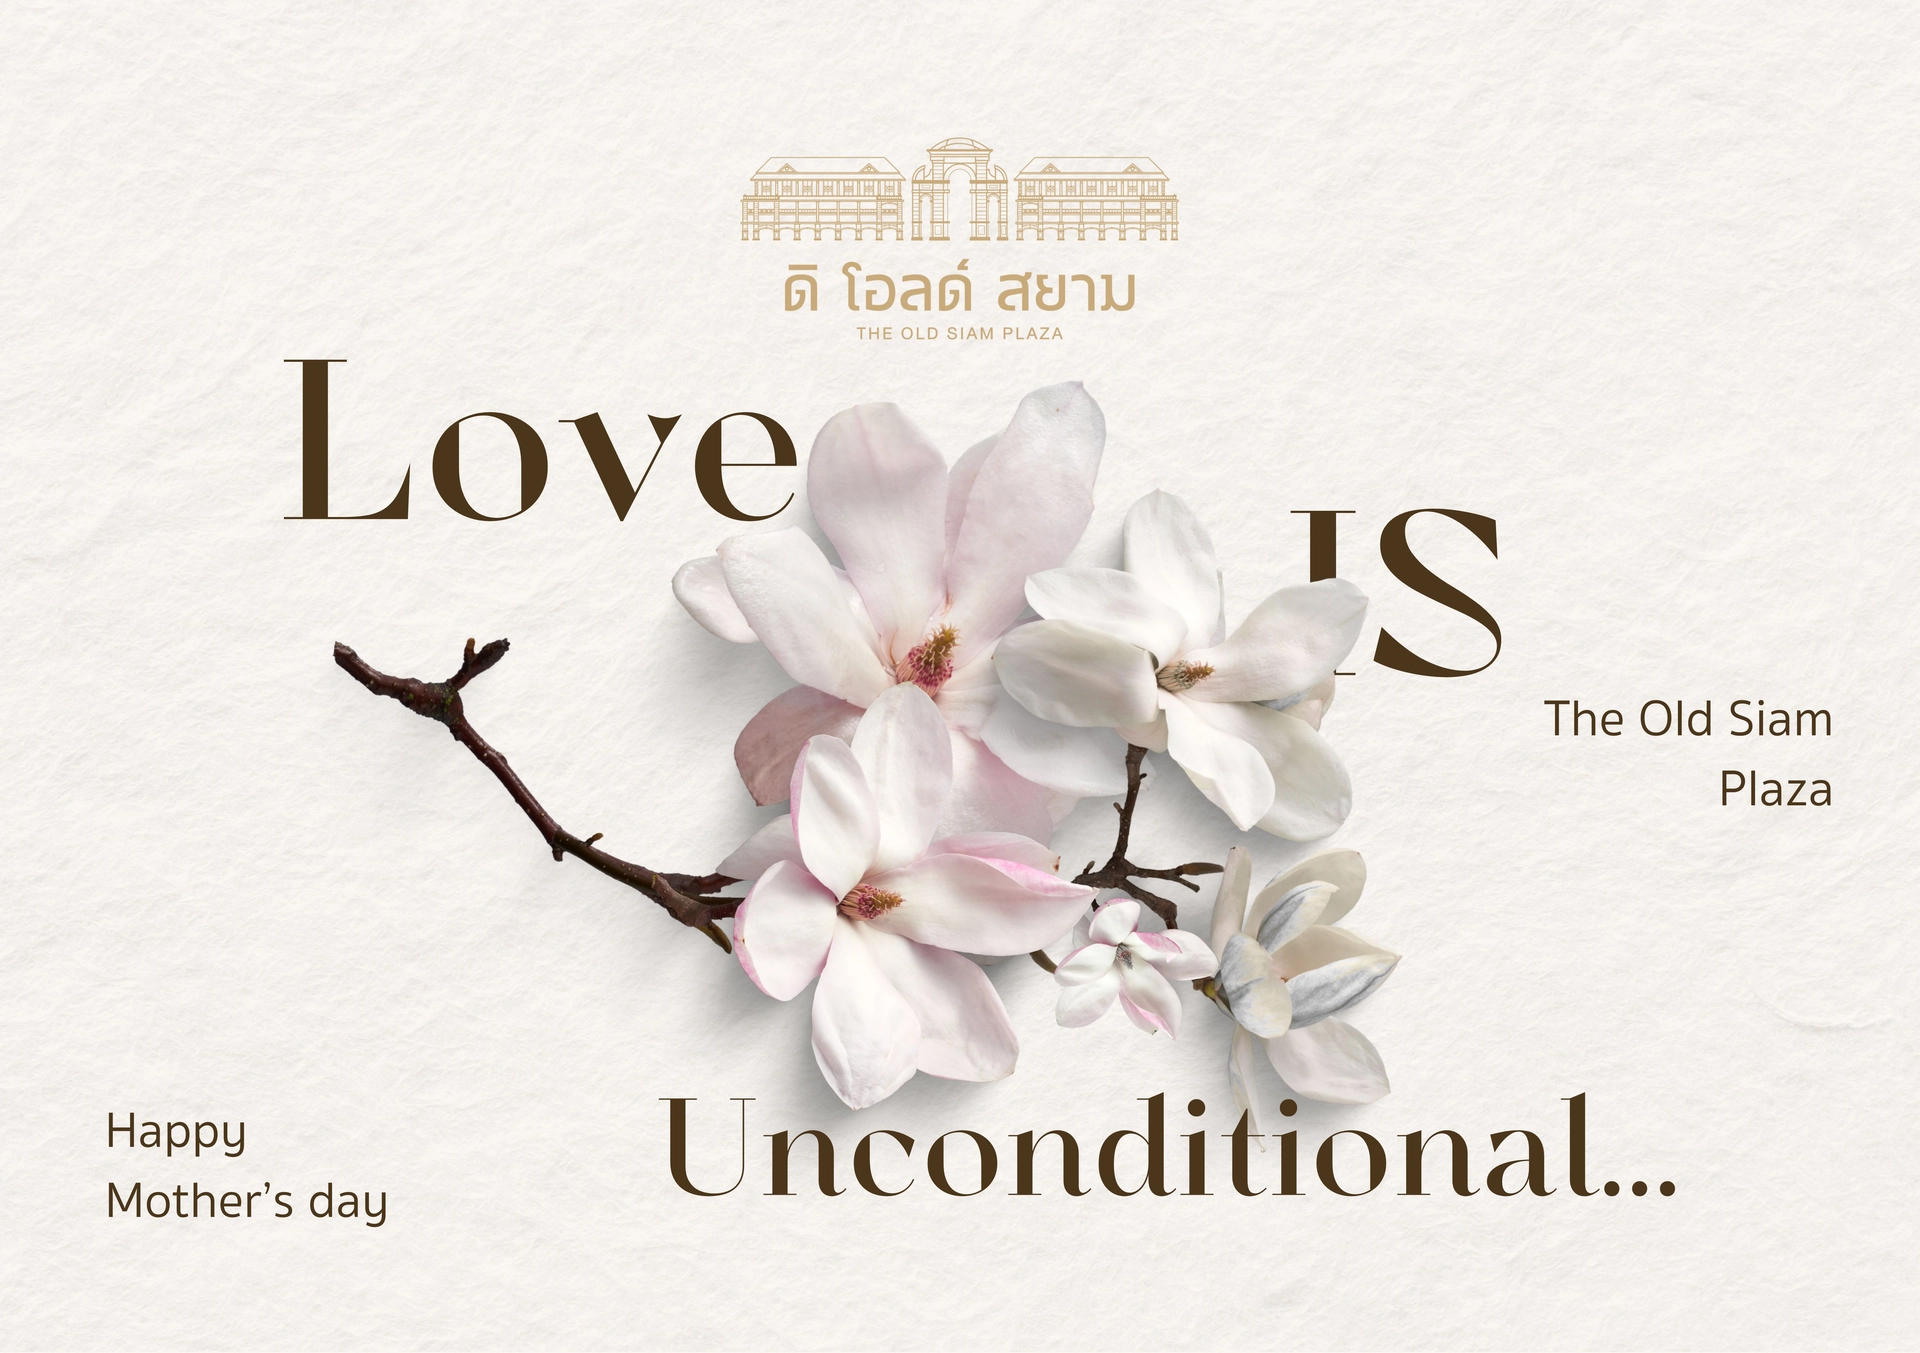 ดิ โอลด์ สยาม
THE OLD SIAM PLAZA
Love
IS
The Old Siam
Plaza
Unconditional...
Happy
Mother’s day